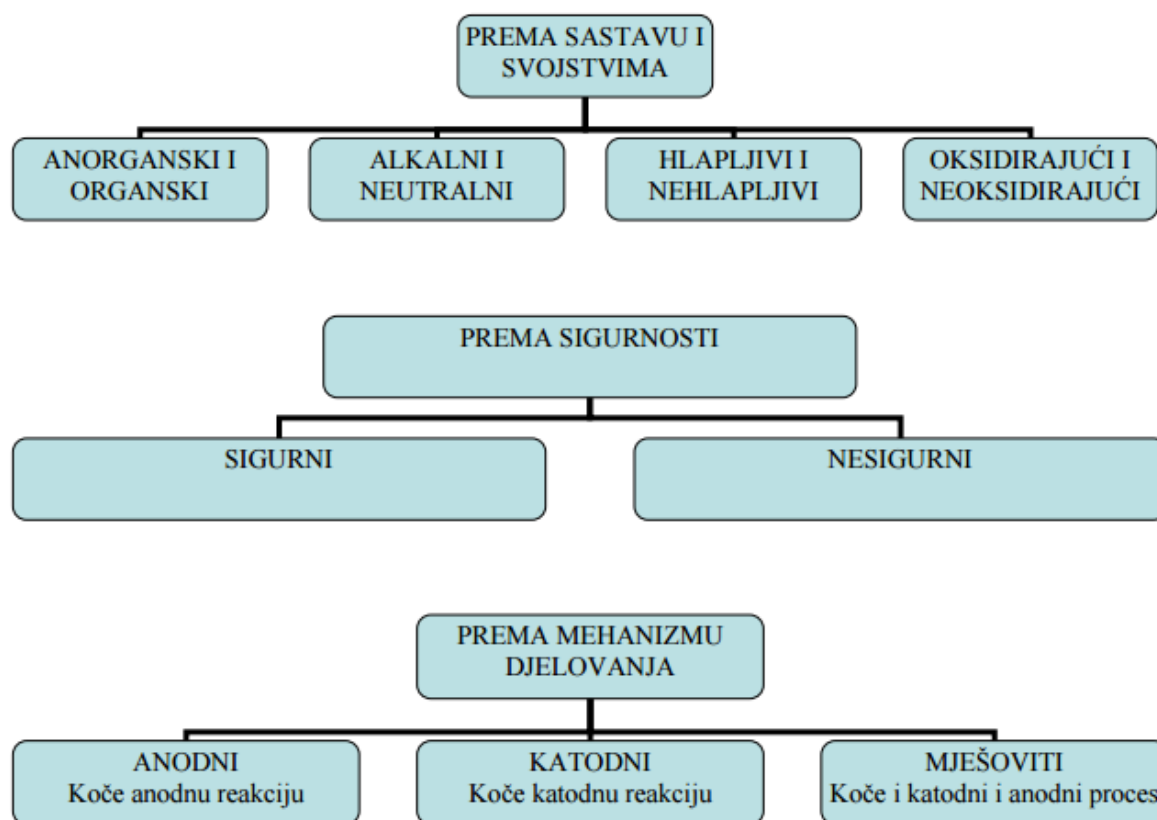 PREMA SASTAVU I
SVOJSTVIMA
ANORGANSKI I
ORGANSKI
ALKALNI I
NEUTRALNI
HLAPLJIVI I
NEHLAPLJIVI
OKSIDIRAJUĆI I
NEOKSIDIRAJUĆI
PREMA SIGURNOSTI
SIGURNI
NESIGURNI
PREMA MEHANIZMU
DJELOVANJA
ANODNI
Koče anodnu reakciju
KATODNI
Koče katodnu reakciju
MJEŠOVITI
Koče i katodni i anodni proces